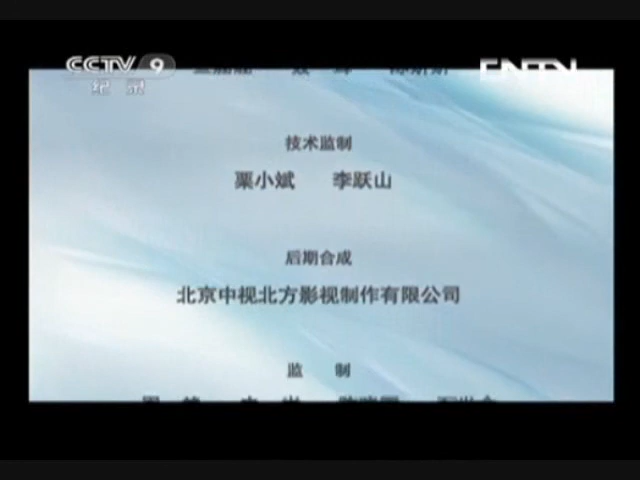 CCTV 9
纪 录
CNTV
技术监制
栗小斌 李跃山
后期合成
北京中视北方影视制作有限公司
监 制